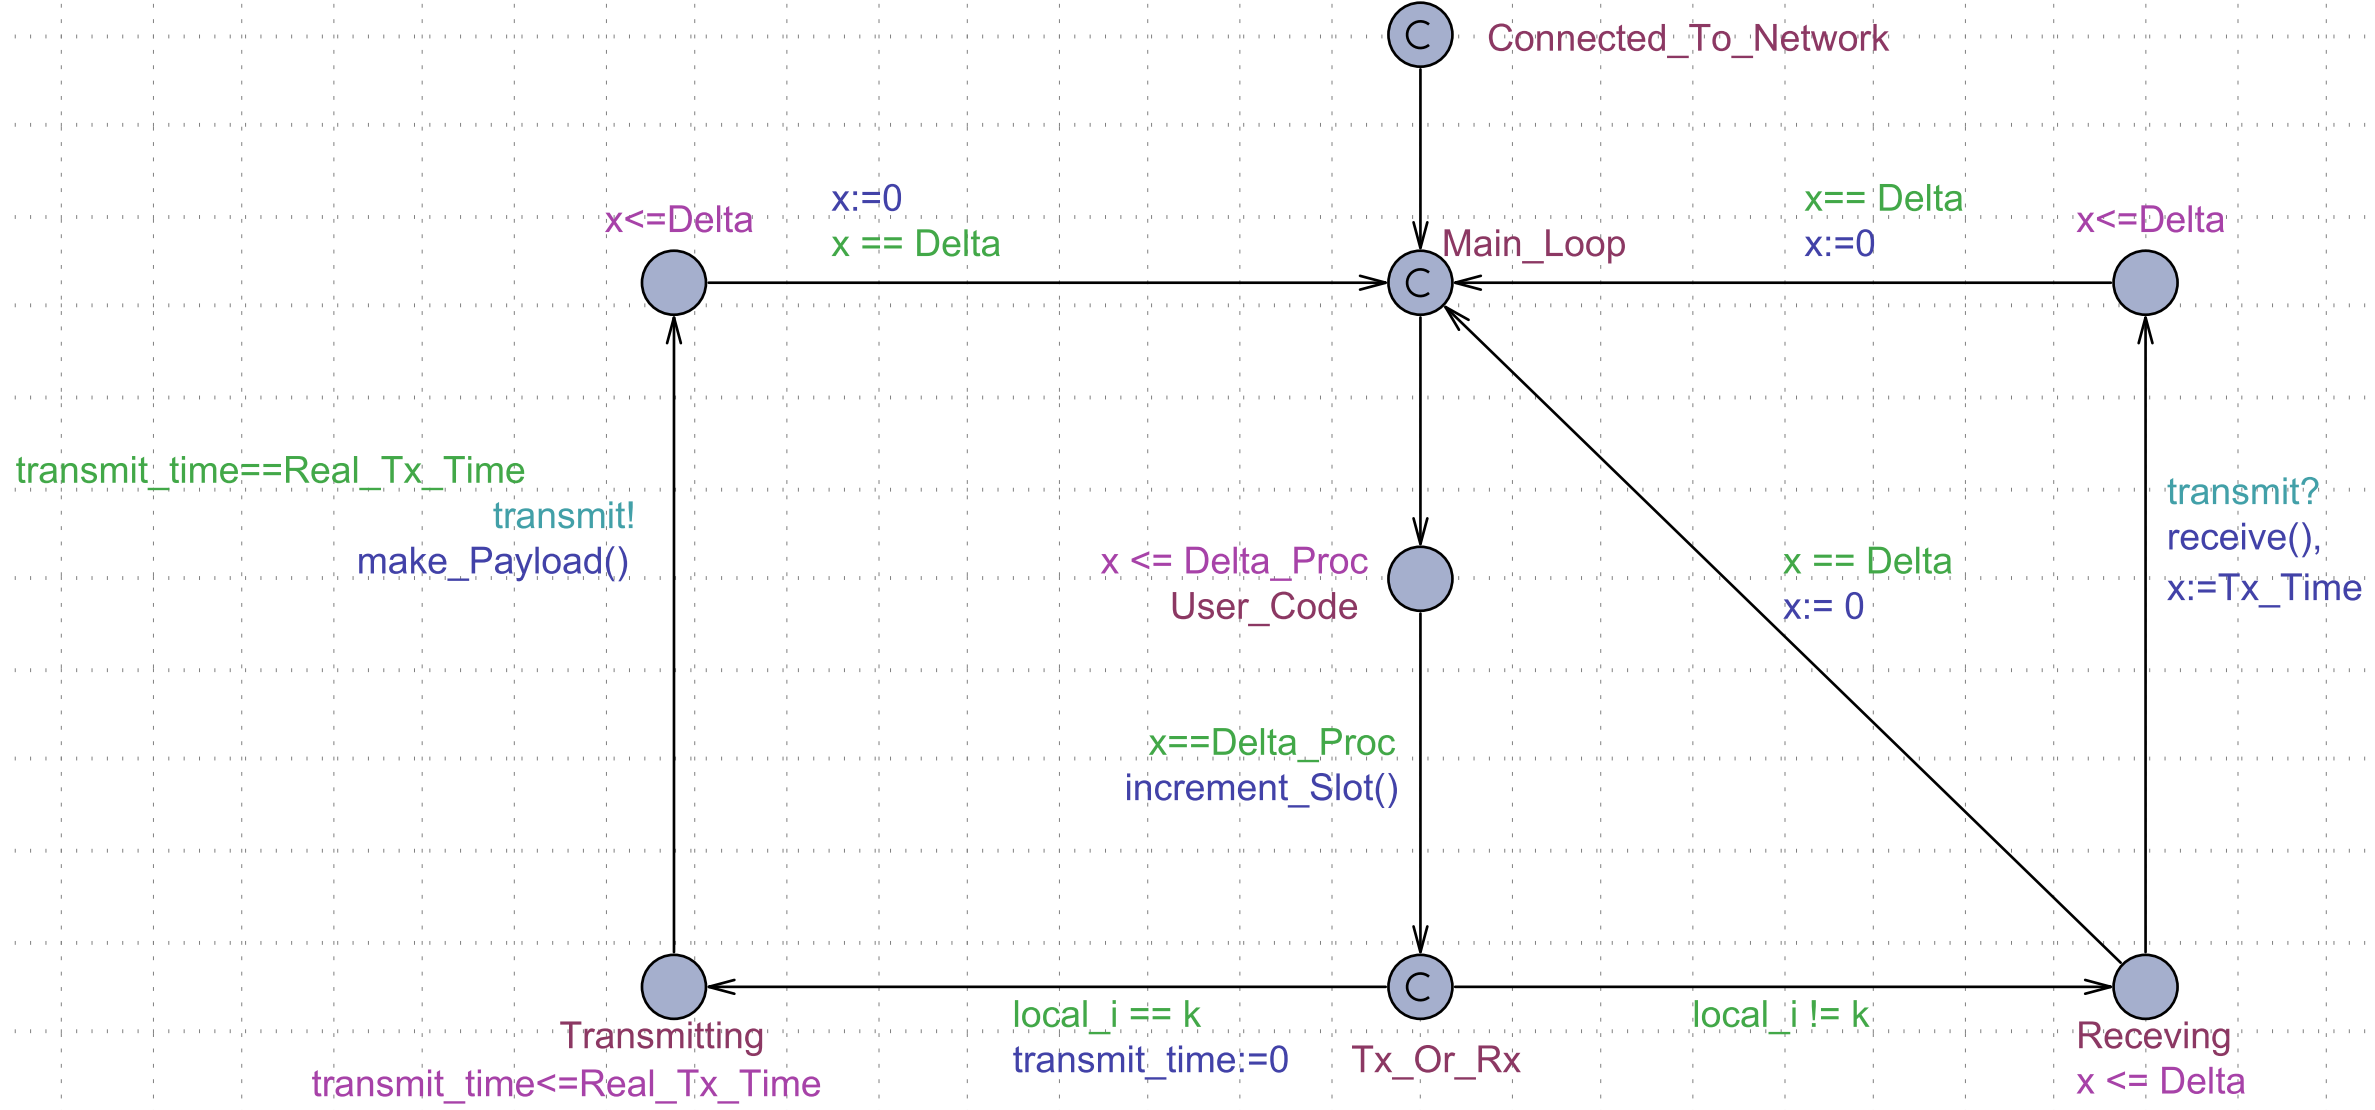 Connected_To_Network
x:=0
x == Delta
x<=Delta
x== Delta
x:=0
x<=Delta
Main_Loop
transmit_time==Real_Tx_Time
transmit!
make_Payload()
x <= Delta_Proc
User_Code
x == Delta
x:= 0
transmit?
receive(),
x:=Tx_Time
x==Delta_Proc
increment_Slot()
Transmitting
transmit_time<=Real_Tx_Time
local_i == k
transmit_time:=0
Tx_Or_Rx
local_i != k
Receving
x <= Delta
C
C
C